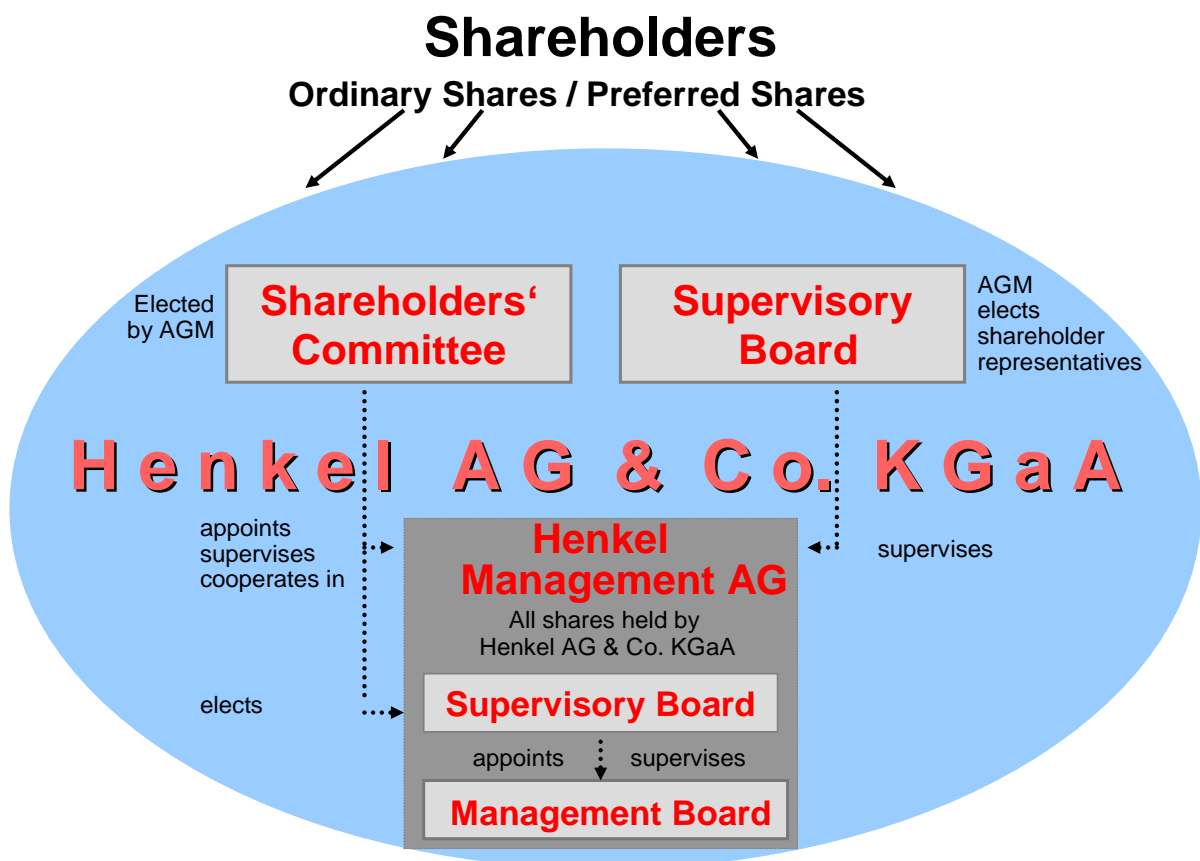 Shareholders
Ordinary Shares / Preferred Shares
Elected
by AGM
Shareholders‘
Committee
Supervisory
Board
AGM
elects
shareholder
representatives
Henkel AG & Co. KGaA
appoints
supervises
cooperates in
Henkel
Management AG
All shares held by
Henkel AG & Co. KGaA
supervises
elects
Supervisory Board
appoints
supervises
Management Board